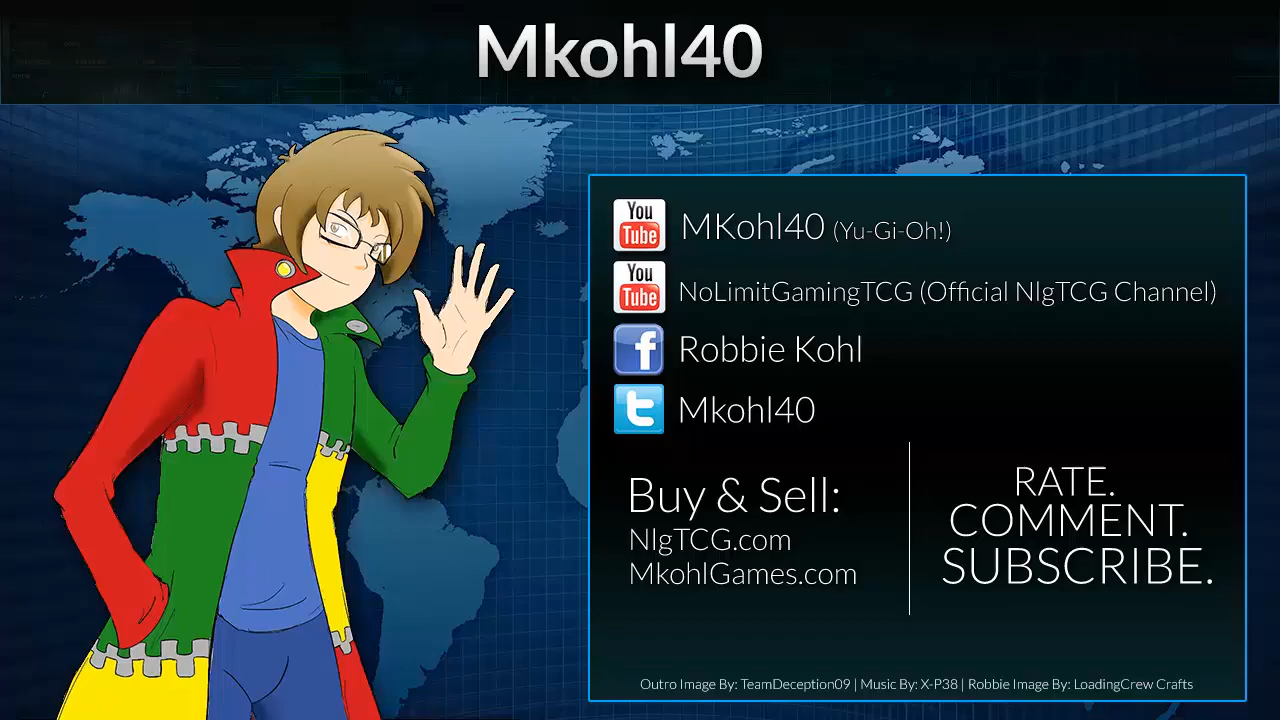 Mkohl40
You
Tube
MKohl40 (Yu-Gi-Oh!)
You
Tube
NoLimitGamingTCG (Official NlgTCG Channel)
f
Robbie Kohl
t
Mkohl40
Buy & Sell:
NlgTCG.com
MkohlGames.com
RATE.
COMMENT.
SUBSCRIBE.
Outro Image By: TeamDeception09 | Music By: X-P38 | Robbie Image By: LoadingCrew Crafts